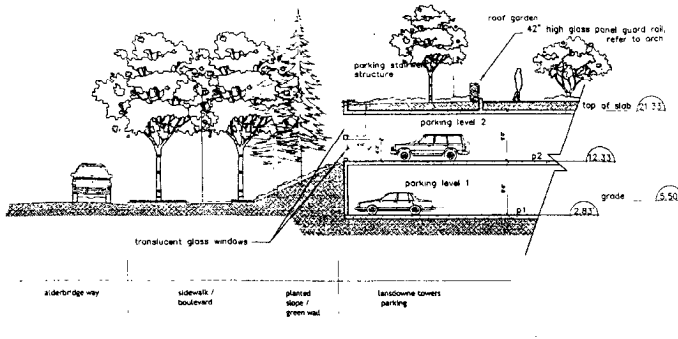 roof garden
42" high glass panel guard rail,
refer to arch
parking stairwell
structure
top of slab 21.33'
parking level 2
p2 12.33'
parking level 1
grade 5.50
p1 2.83'
translucent glass windows
alderbridge way
sidewalk /
boulevard
planted
slope /
green wall
lansdowne towers
parking